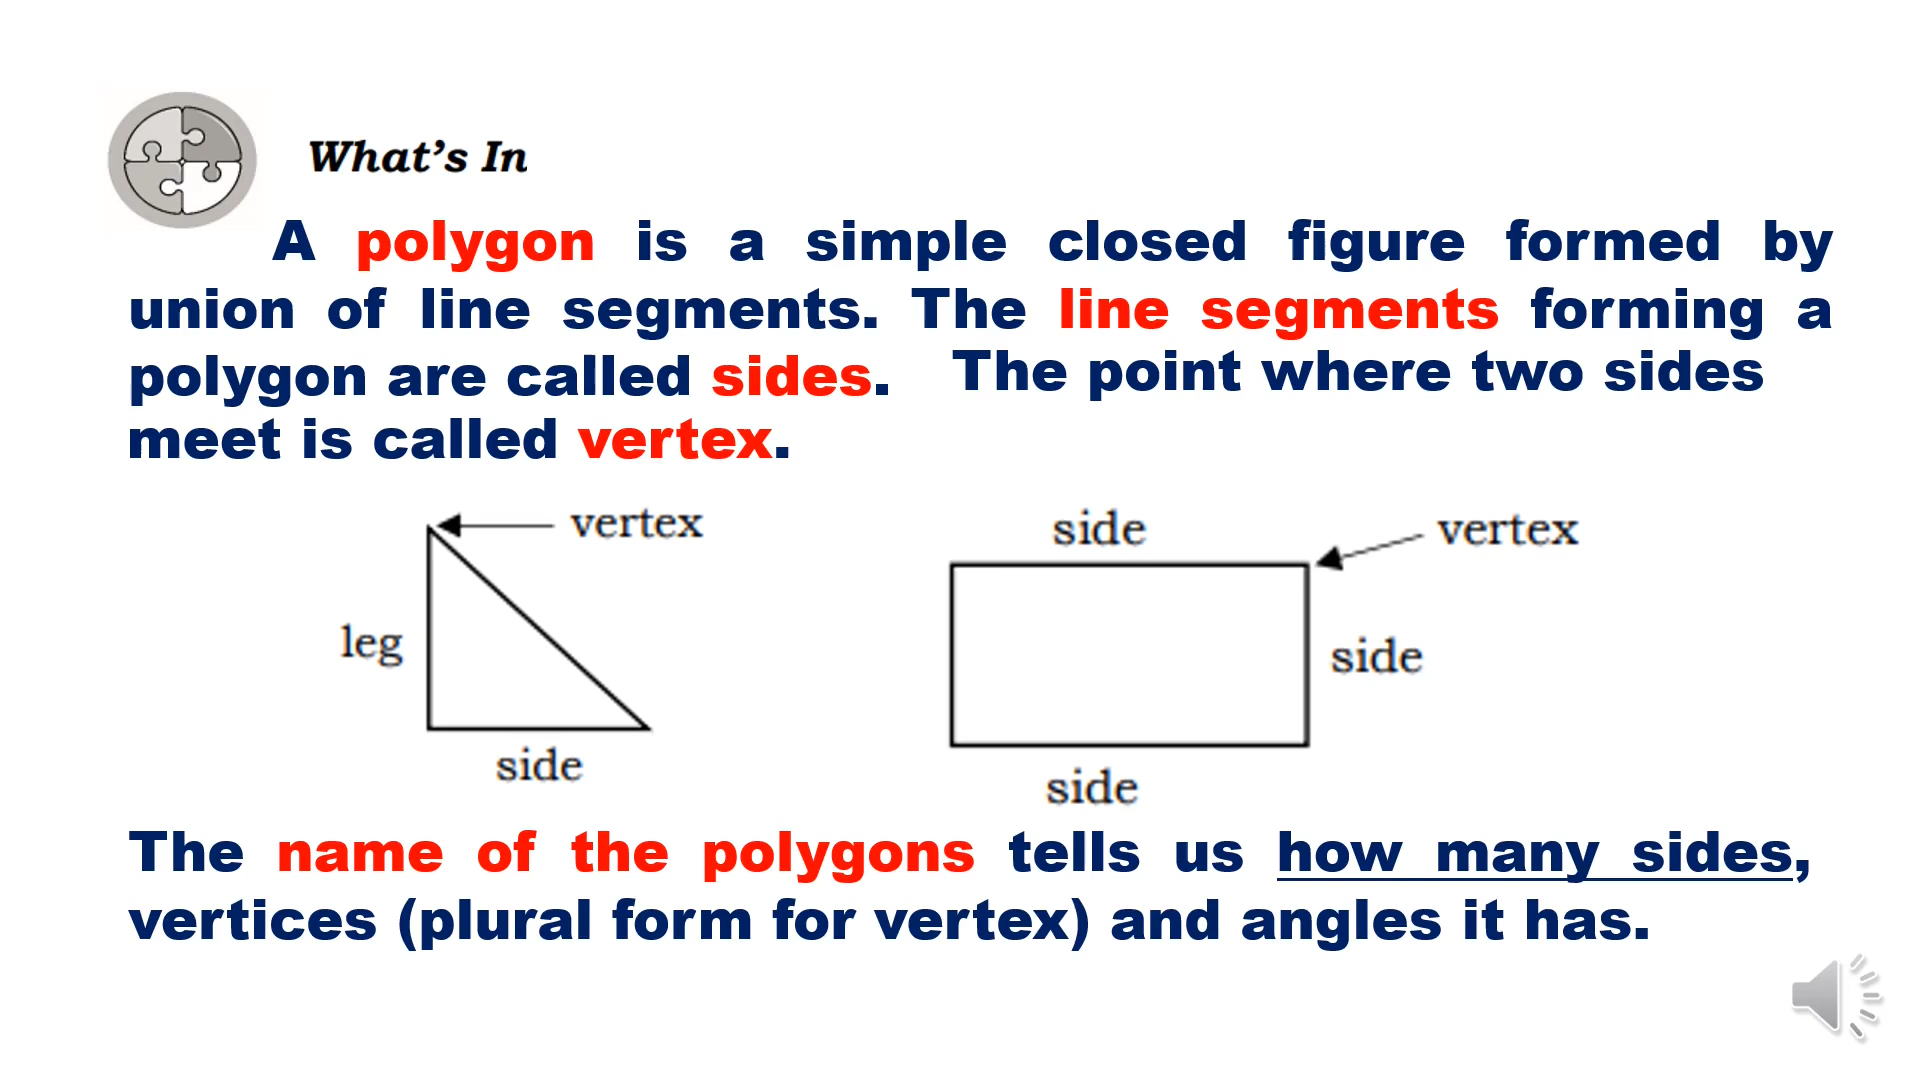 What's In
A polygon is a simple closed figure formed by
union of line segments. The line segments forming a
polygon are called sides. The point where two sides
meet is called vertex.
vertex
leg
side
side
vertex
side
side
The name of the polygons tells us how many sides,
vertices (plural form for vertex) and angles it has.